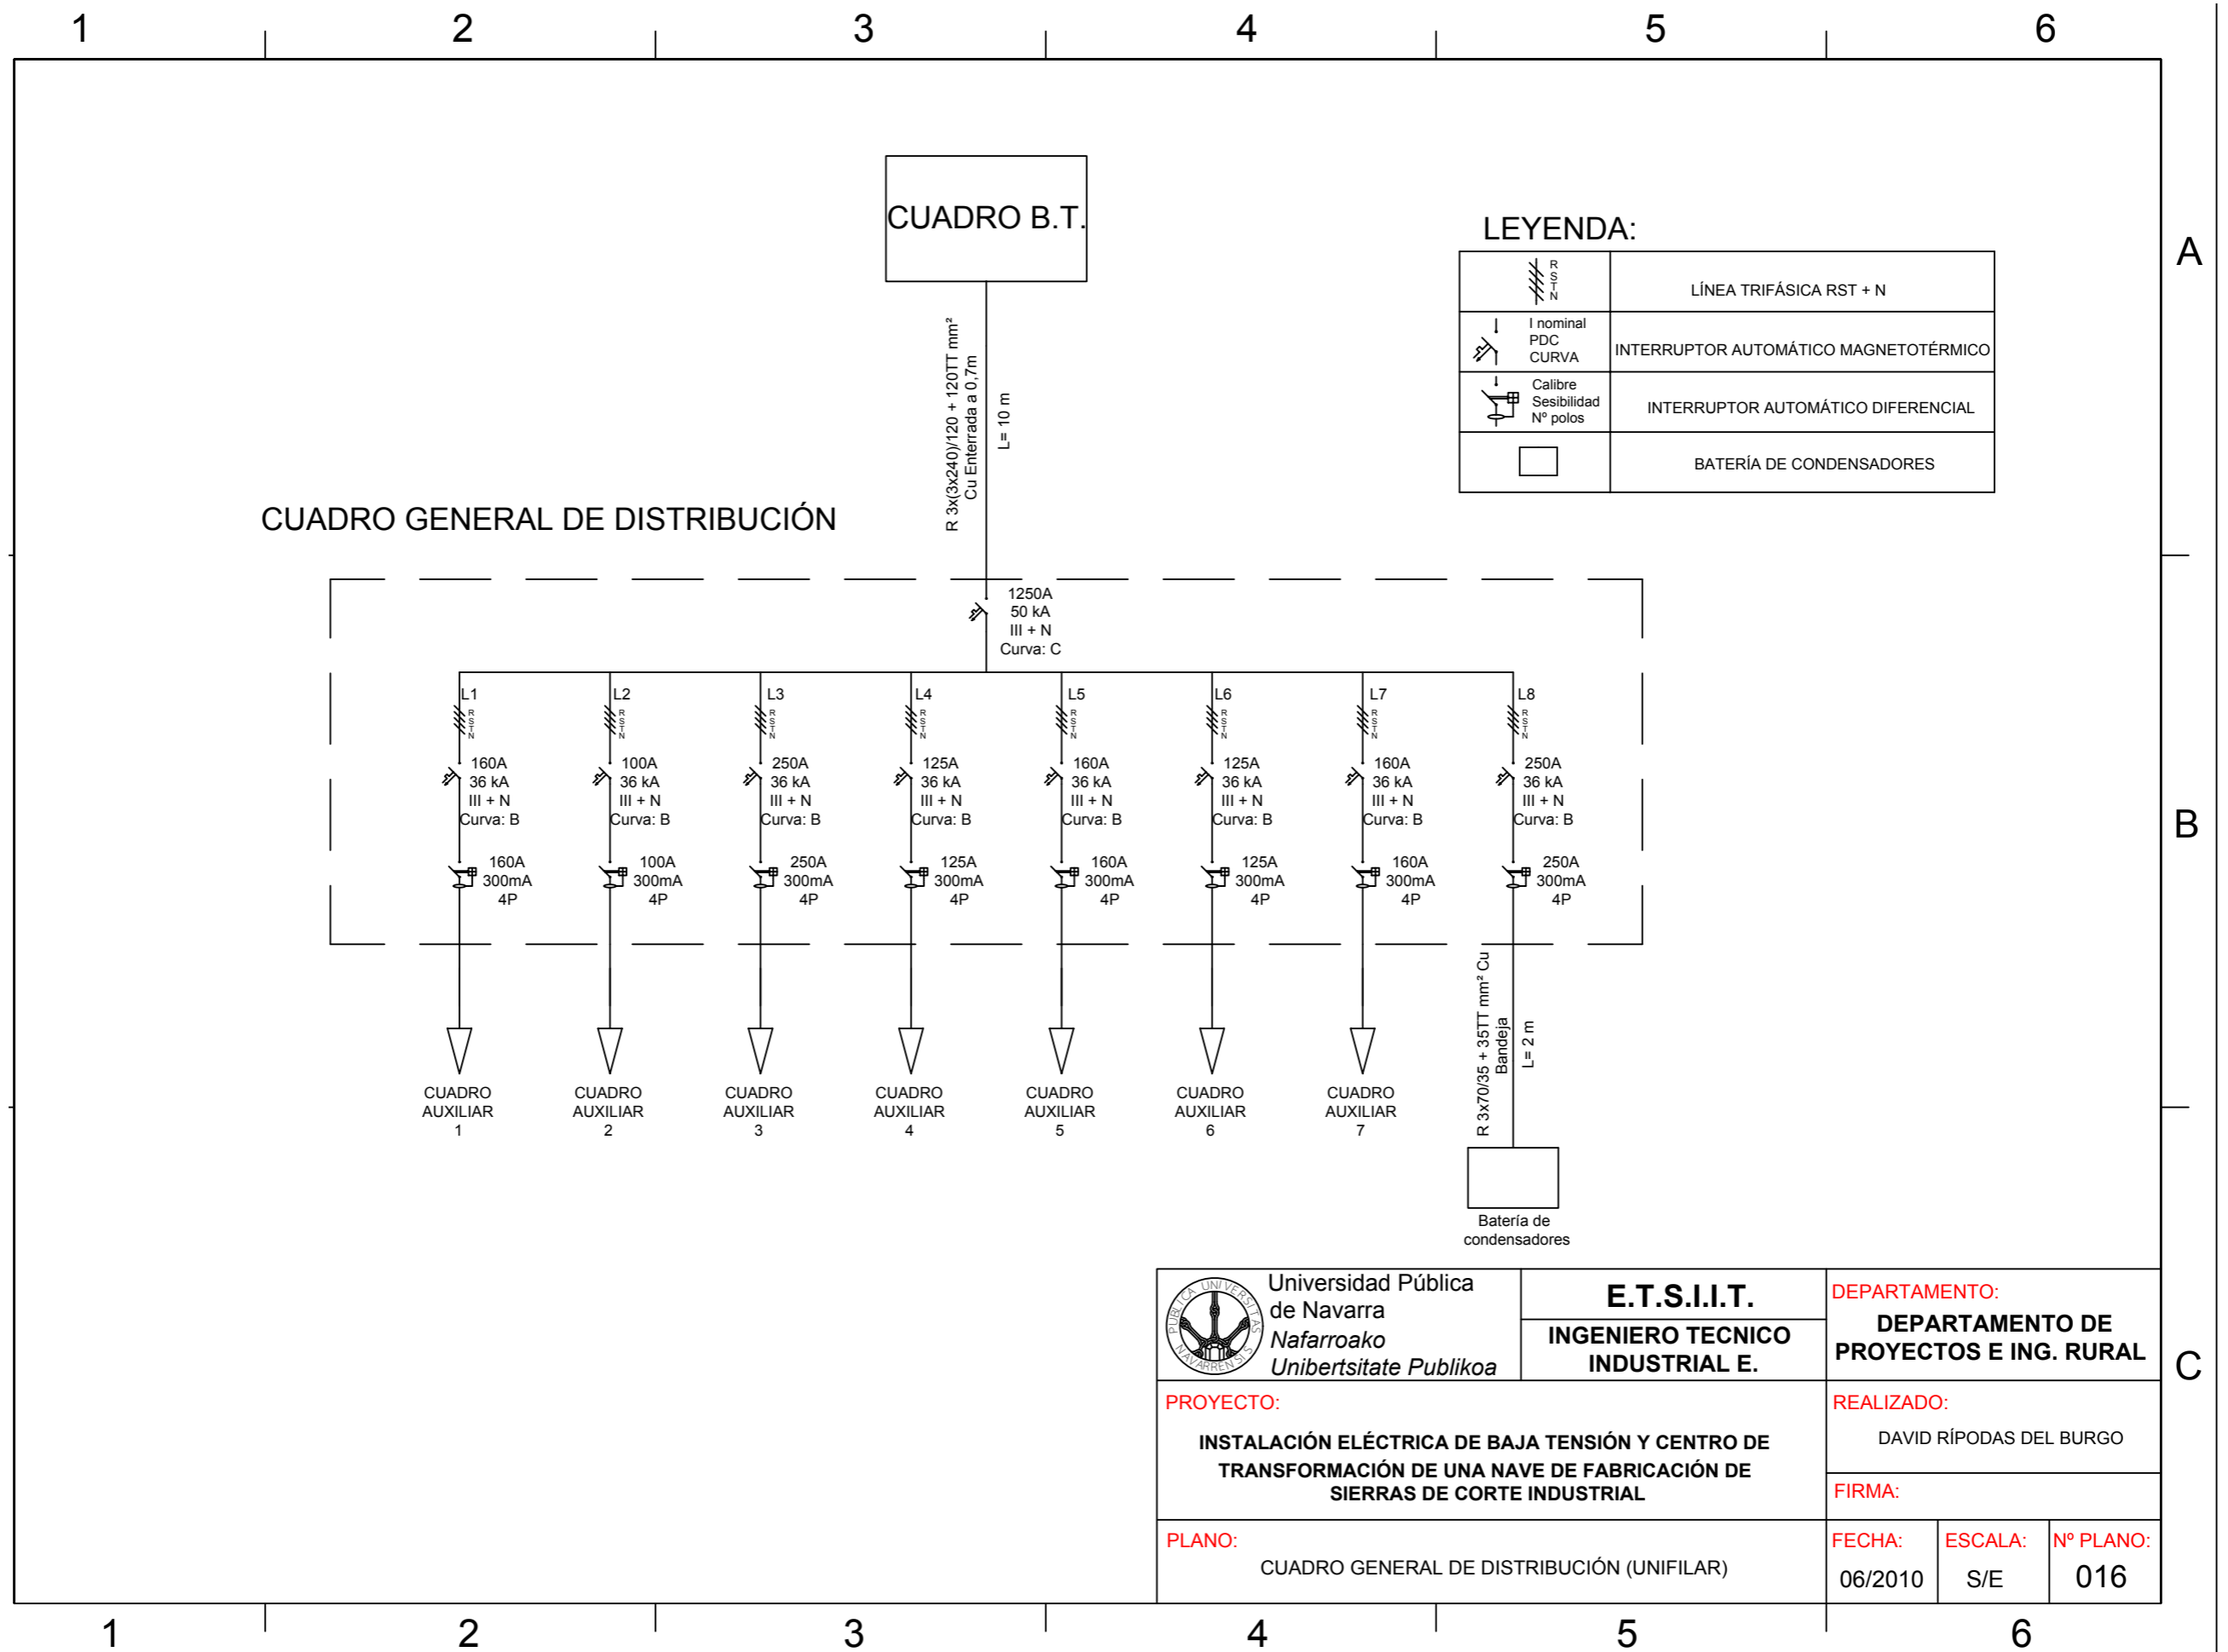 1 2 3 4 5 6
CUADRO B.T.
LEYENDA:
R
S
T
N
LÍNEA TRIFÁSICA RST + N
I nominal
PDC
CURVA
INTERRUPTOR AUTOMÁTICO MAGNETOTÉRMICO
Calibre
Sesibilidad
Nº polos
INTERRUPTOR AUTOMÁTICO DIFERENCIAL
BATERÍA DE CONDENSADORES
A
R 3x(3x240)/120 + 120TT mm²
Cu Enterrada a 0,7m
L= 10 m
CUADRO GENERAL DE DISTRIBUCIÓN
1250A
50 kA
III + N
Curva: C
L1
R
S
T
N
160A
36 kA
III + N
Curva: B
160A
300mA
4P
CUADRO
AUXILIAR
1
L2
R
S
T
N
100A
36 kA
III + N
Curva: B
100A
300mA
4P
CUADRO
AUXILIAR
2
L3
R
S
T
N
250A
36 kA
III + N
Curva: B
250A
300mA
4P
CUADRO
AUXILIAR
3
L4
R
S
T
N
125A
36 kA
III + N
Curva: B
125A
300mA
4P
CUADRO
AUXILIAR
4
L5
R
S
T
N
160A
36 kA
III + N
Curva: B
160A
300mA
4P
CUADRO
AUXILIAR
5
L6
R
S
T
N
125A
36 kA
III + N
Curva: B
125A
300mA
4P
CUADRO
AUXILIAR
6
L7
R
S
T
N
160A
36 kA
III + N
Curva: B
160A
300mA
4P
CUADRO
AUXILIAR
7
L8
R
S
T
N
250A
36 kA
III + N
Curva: B
250A
300mA
4P
R 3x70/35 + 35TT mm² Cu
Bandeja
L= 2 m
Batería de
condensadores
B
PUBLICA UNIVERSITAS
NAVARRENSIS
Universidad Pública
de Navarra
Nafarroako
Unibertsitate Publikoa
E.T.S.I.I.T.
INGENIERO TECNICO
INDUSTRIAL E.
DEPARTAMENTO:
DEPARTAMENTO DE
PROYECTOS E ING. RURAL
C
PROYECTO:
INSTALACIÓN ELÉCTRICA DE BAJA TENSIÓN Y CENTRO DE
TRANSFORMACIÓN DE UNA NAVE DE FABRICACIÓN DE
SIERRAS DE CORTE INDUSTRIAL
REALIZADO:
DAVID RÍPODAS DEL BURGO
FIRMA:
PLANO:
CUADRO GENERAL DE DISTRIBUCIÓN (UNIFILAR)
FECHA:
06/2010
ESCALA:
S/E
Nº PLANO:
016
1 2 3 4 5 6